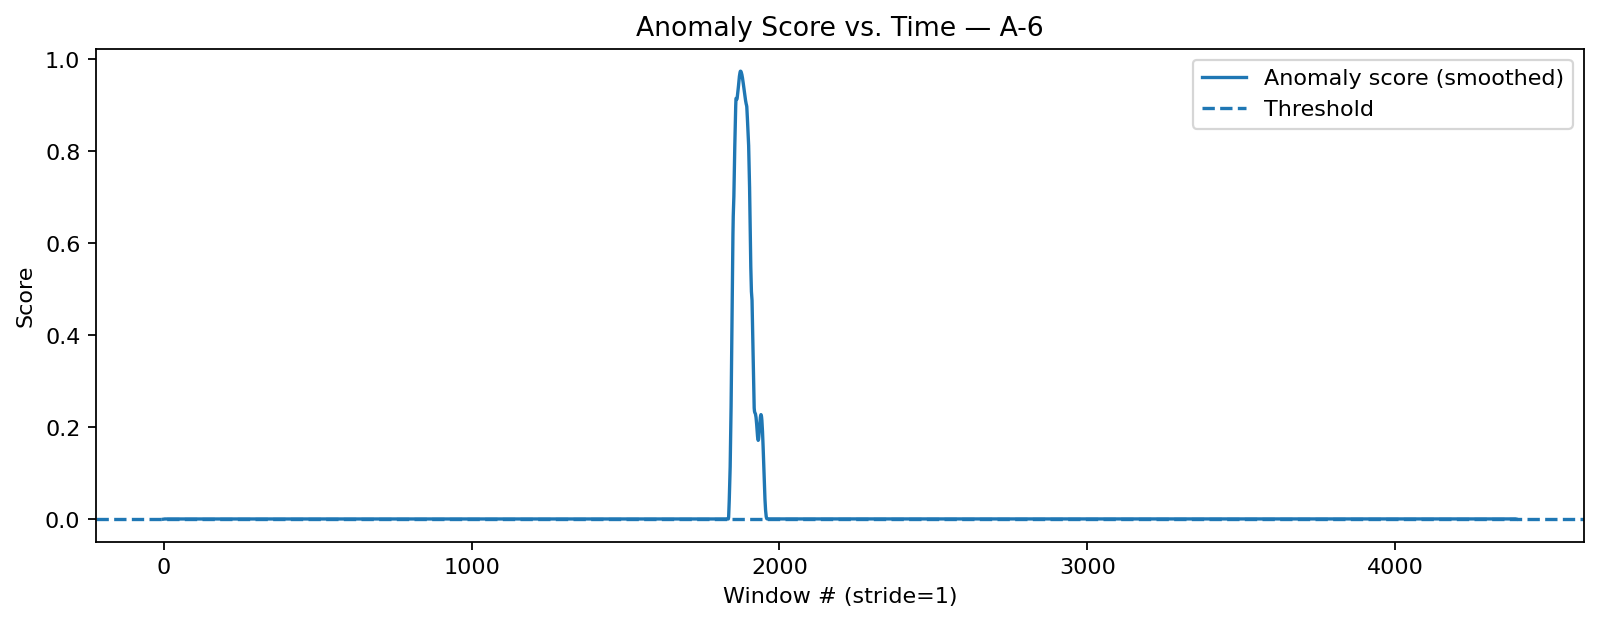 Anomaly Score vs. Time — A-6
Anomaly score (smoothed)
Threshold
Score
1.0
0.8
0.6
0.4
0.2
0.0
0 1000 2000 3000 4000
Window # (stride=1)